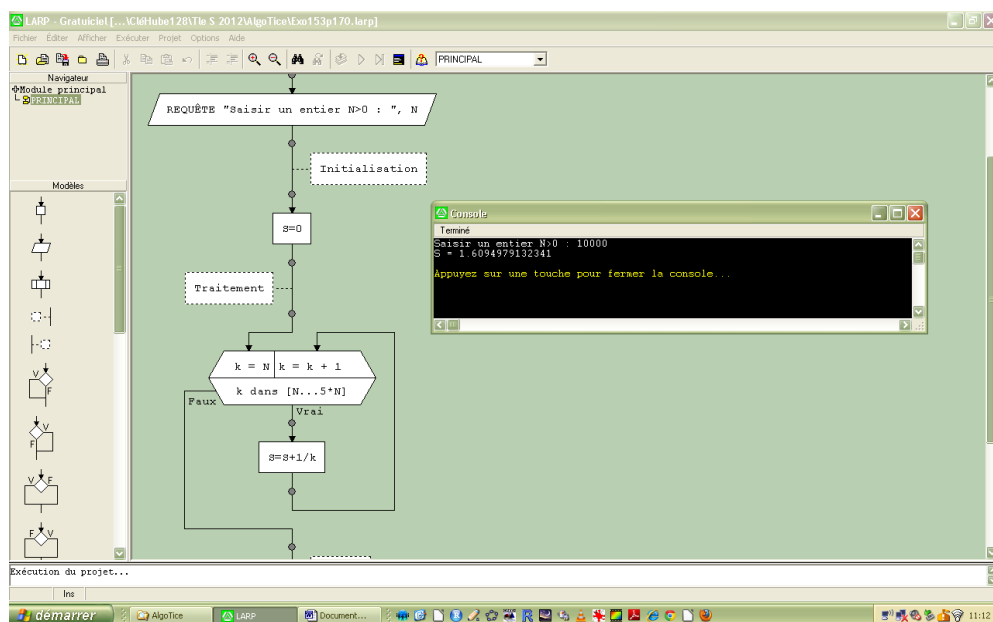 LARP - Gratuiciel [...\CléHube128\Tle S 2012\AlgoTice\Exo153p170.larp]
Fichier Éditer Afficher Exécuter Projet Options Aide
PRINCIPAL
Navigateur
Module principal
PRINCIPAL
Modèles
V
F
V
F
V F
F V
REQUÊTE "Saisir un entier N>0 : ", N
Initialisation
S=0
Traitement
k = N k = k + 1
k dans [N...5*N]
Faux
Vrai
S=S+1/k
Console
Terminé
Saisir un entier N>0 : 10000
S = 1.6094979132341
Appuyez sur une touche pour fermer la console...
Exécution du projet...
Ins
démarrer
AlgoTice
LARP
Document...
11:12